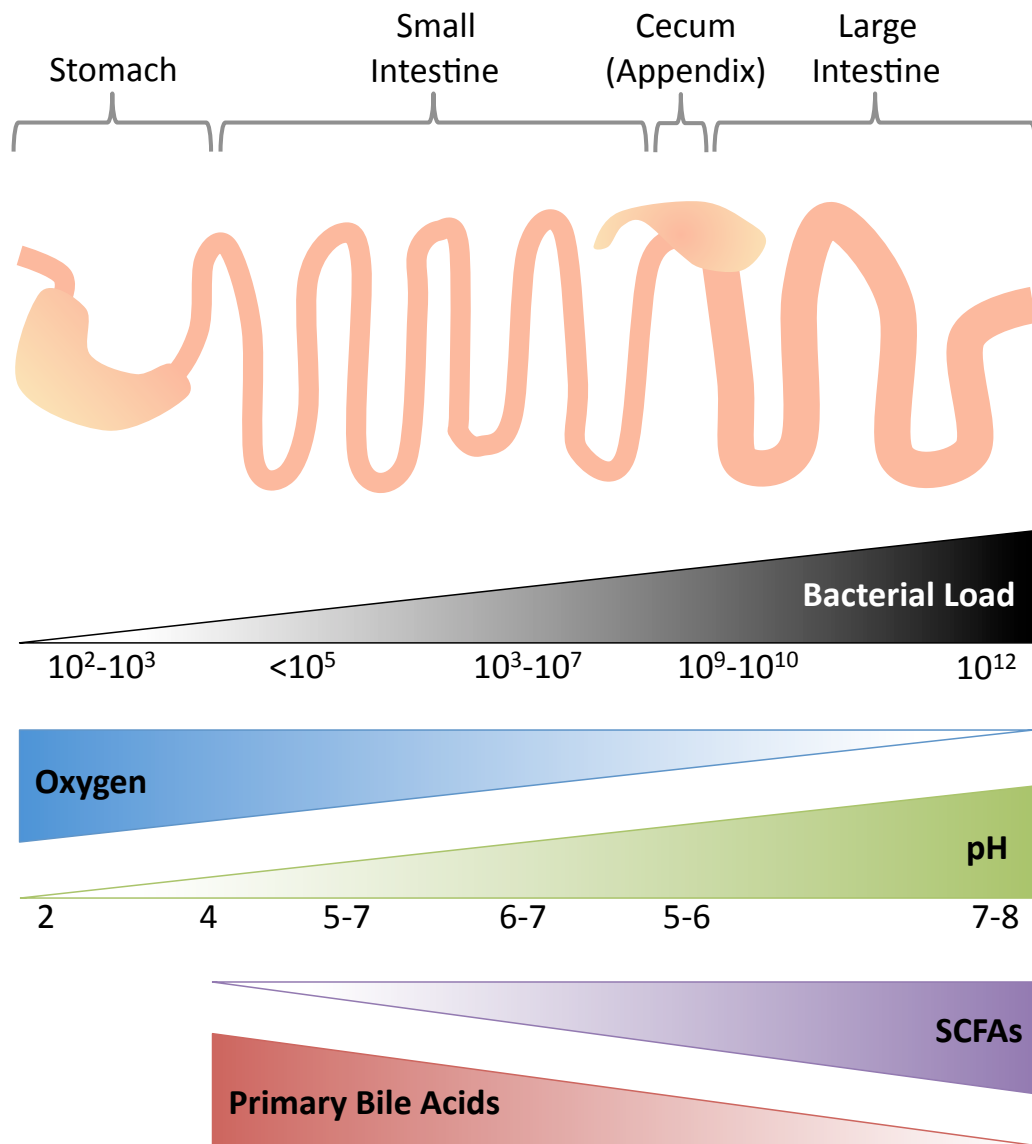 Stomach
Small
Intestine
Cecum
(Appendix)
Large
Intestine
Bacterial Load
10²-10³ <10⁵ 10³-10⁷ 10⁹-10¹⁰ 10¹²
Oxygen
pH
2 4 5-7 6-7 5-6 7-8
SCFAs
Primary Bile Acids